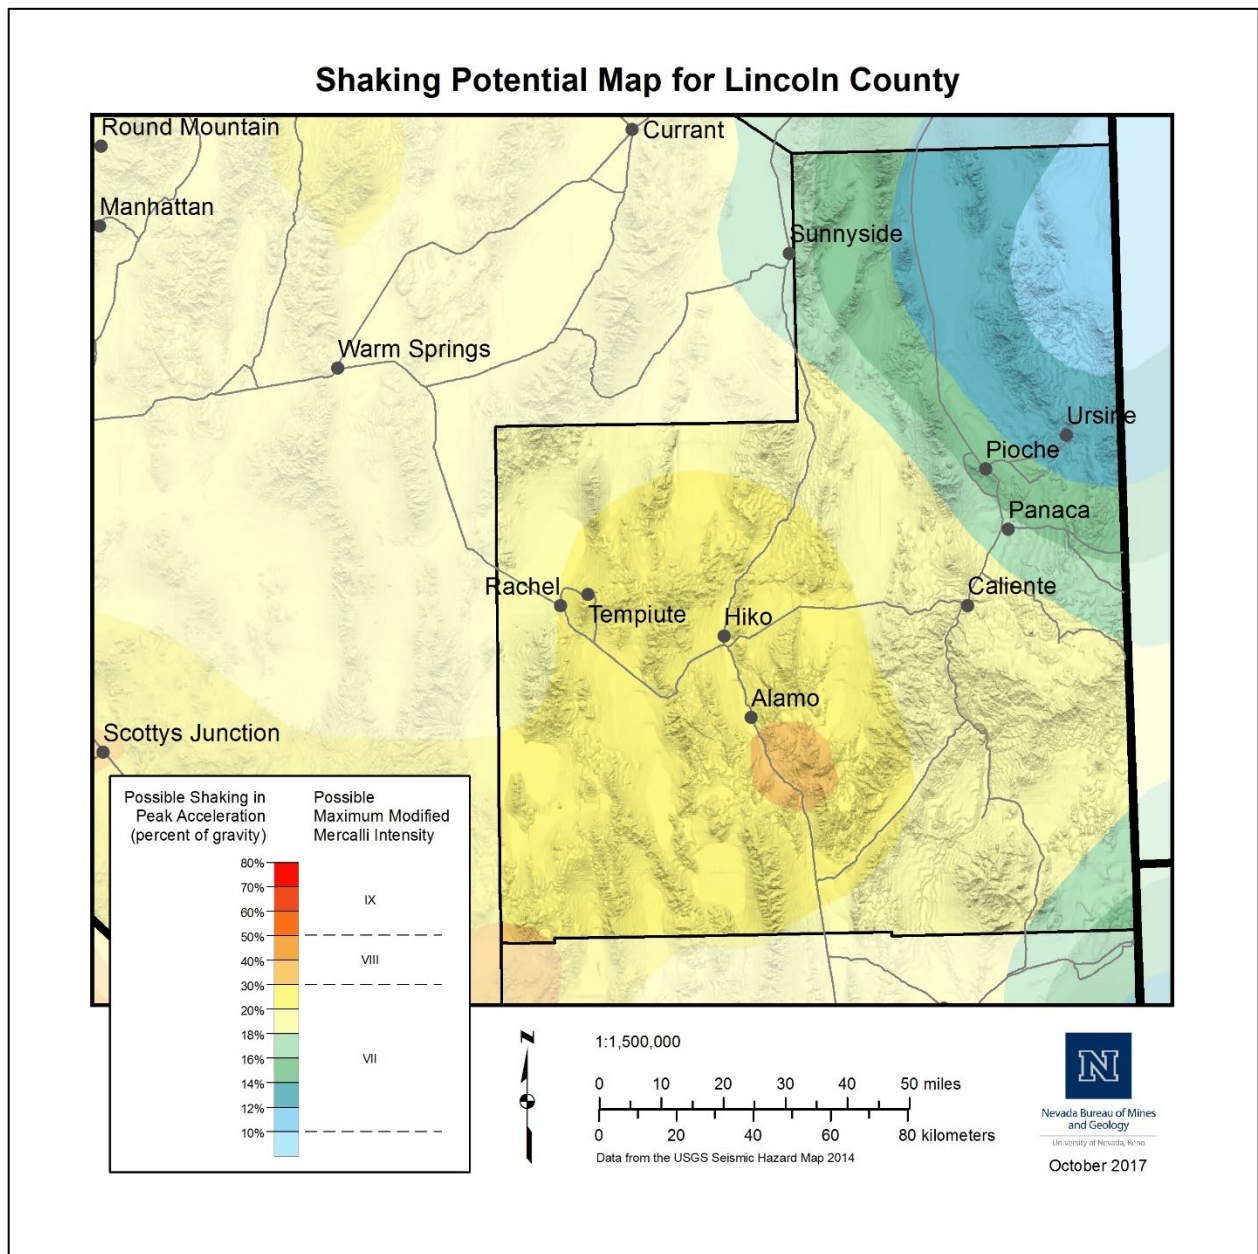 Shaking Potential Map for Lincoln County
Round Mountain
Currant
Manhattan
Sunnyside
Warm Springs
Ursine
Pioche
Panaca
Rachel
Tempiute
Hiko
Caliente
Alamo
Scottys Junction
Possible Shaking in
Peak Acceleration
(percent of gravity)
Possible
Maximum Modified
Mercalli Intensity
80%
70%
60%
50%
40%
30%
20%
18%
16%
14%
12%
10%
IX
VIII
VII
N
1:1,500,000
0 10 20 30 40 50 miles
0 20 40 60 80 kilometers
Data from the USGS Seismic Hazard Map 2014
N
Nevada Bureau of Mines
and Geology
University of Nevada, Reno
October 2017